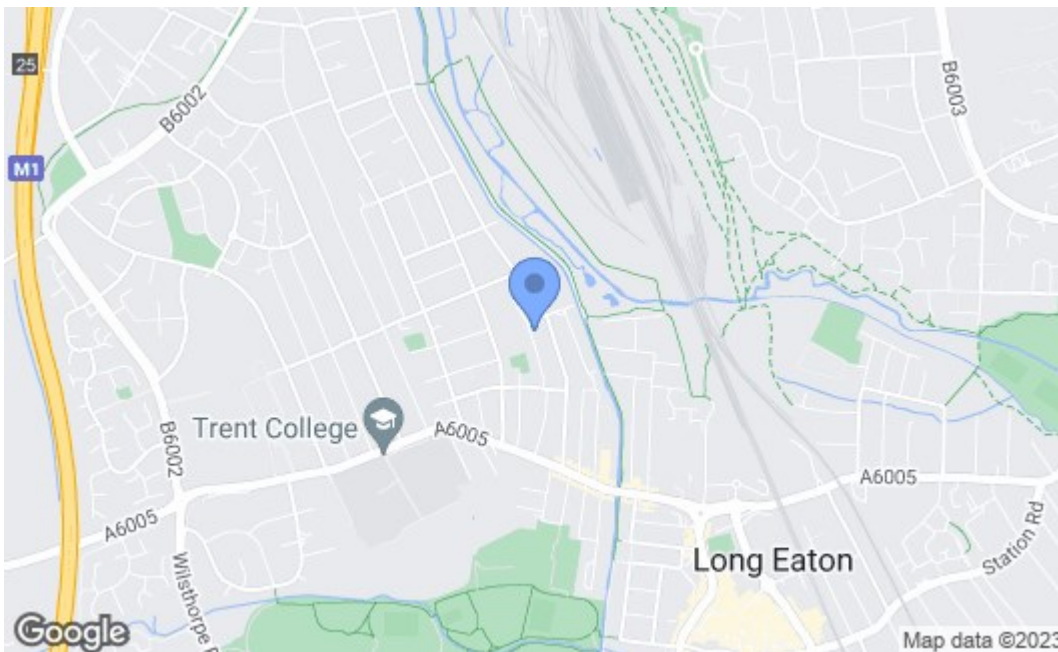 25
B6002
B6003
M1
Trent College
A6005
B6002
A6005
A6005
Wilsthorpe
Long Eaton
Station Rd
Google
Map data ©2023